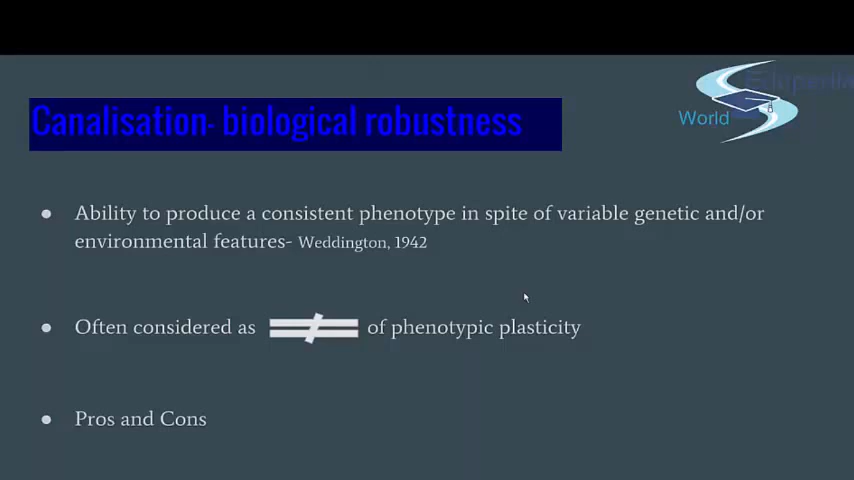 World
Canalisation- biological robustness
● Ability to produce a consistent phenotype in spite of variable genetic and/or
environmental features- Weddington, 1942
● Often considered as ≠ of phenotypic plasticity
● Pros and Cons